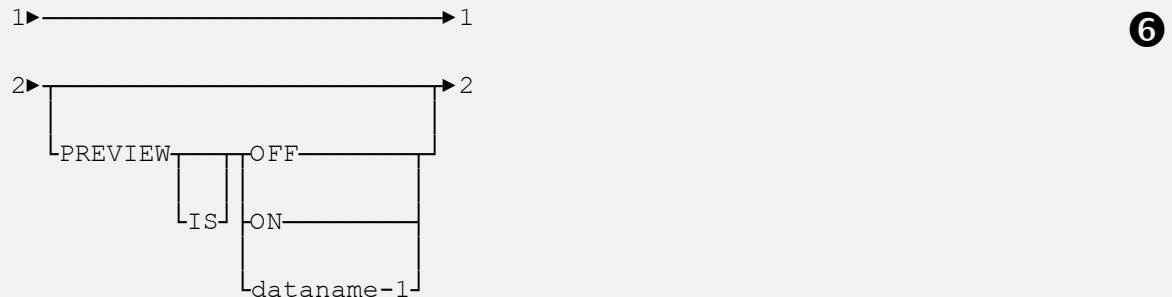 1►►1 ❻
2►►2
PREVIEW OFF
IS ON
dataname-1